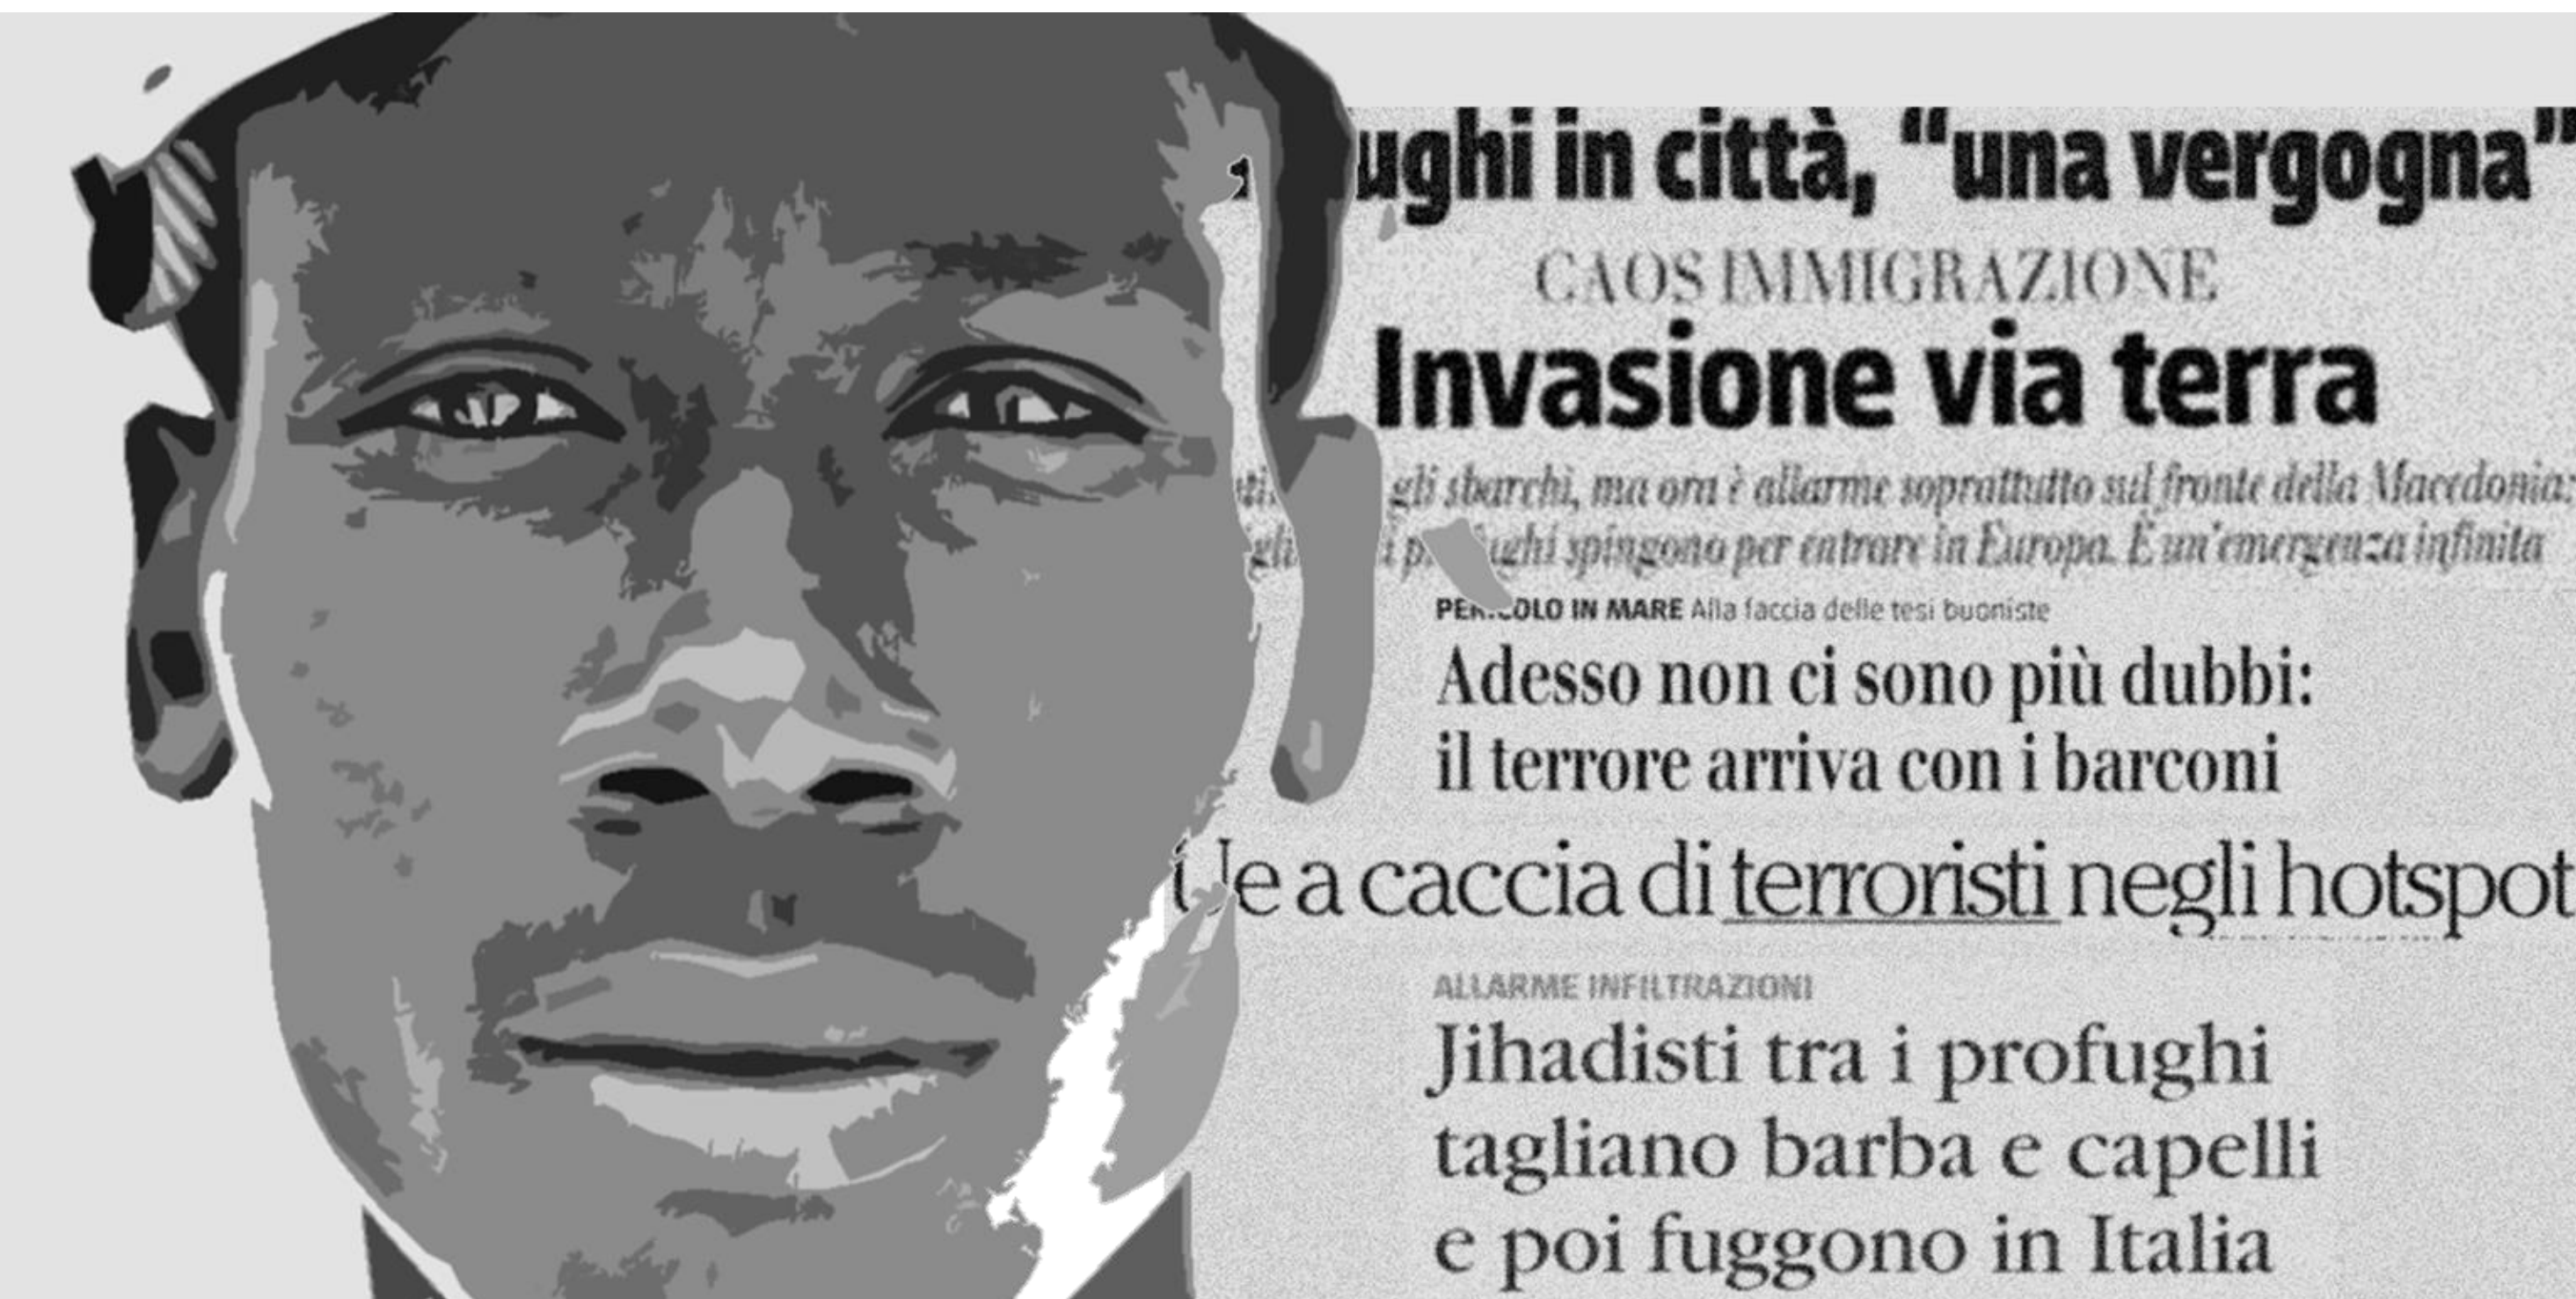 ughi in città, “una vergogna”
CAOS IMMIGRAZIONE
Invasione via terra
gli sbarchi, ma ora è allarme soprattutto sul fronte della Macedonia:
spingono per entrare in Europa. È un'emergenza infinita
IN MARE Alla faccia delle tesi buoniste
Adesso non ci sono più dubbi:
il terrore arriva con i barconi
Ue a caccia di terroristi negli hotspot
ALLARME INFILTRAZIONI
Jihadisti tra i profughi
tagliano barba e capelli
e poi fuggono in Italia